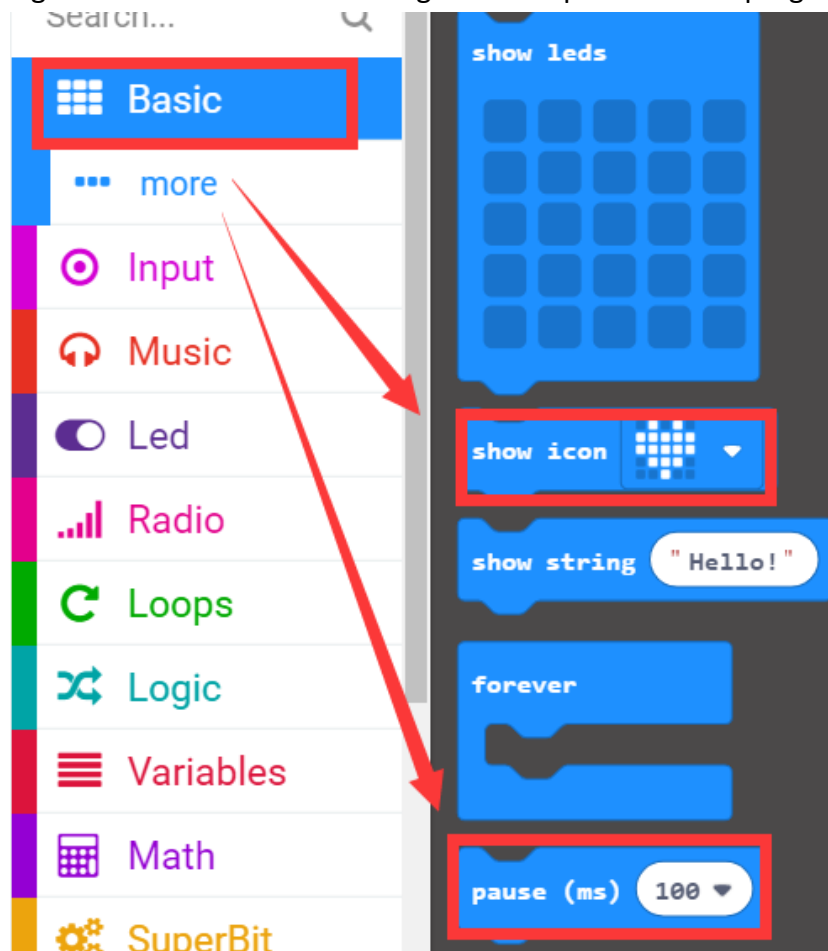 Search...
Basic
more
Input
Music
Led
Radio
Loops
Logic
Variables
Math
SuperBit
show leds
show icon
show string "Hello!"
forever
pause (ms) 100